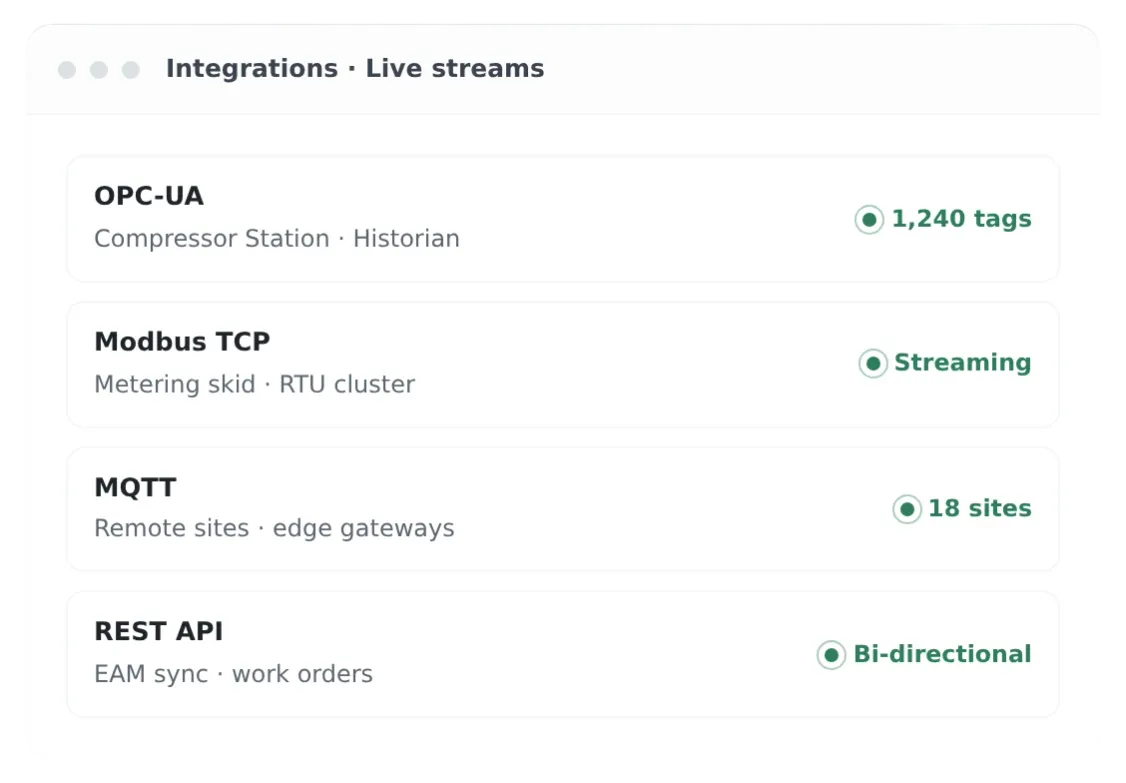 Integrations · Live streams
OPC-UA
Compressor Station · Historian
1,240 tags
Modbus TCP
Metering skid · RTU cluster
Streaming
MQTT
Remote sites · edge gateways
18 sites
REST API
EAM sync · work orders
Bi-directional